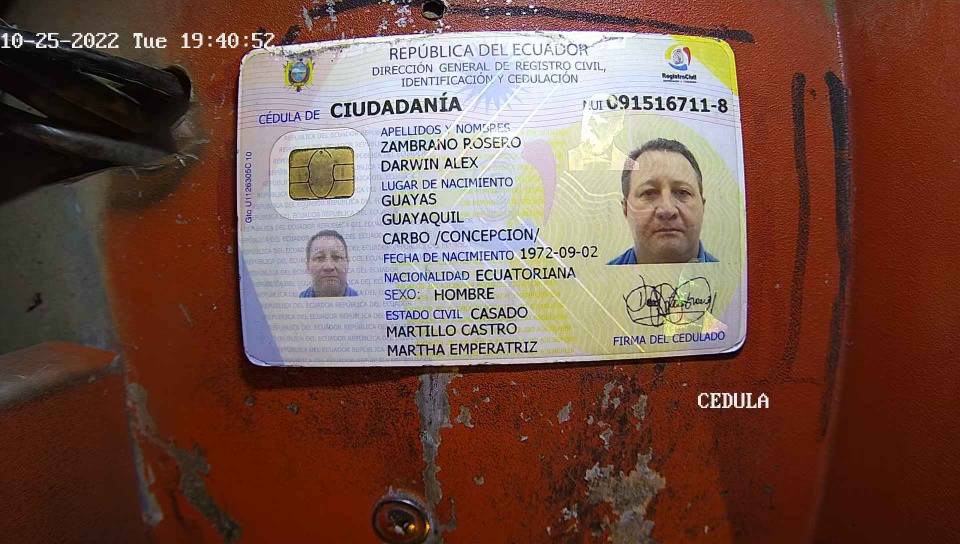 10-25-2022 Tue 19:40:52
REPÚBLICA DEL ECUADOR
DIRECCIÓN GENERAL DE REGISTRO CIVIL,
IDENTIFICACIÓN Y CEDULACIÓN
RegistroCivil
CÉDULA DE CIUDADANÍA
NUI 091516711-8
APELLIDOS Y NOMBRES
ZAMBRANO ROSERO
DARWIN ALEX
LUGAR DE NACIMIENTO
GUAYAS
GUAYAQUIL
CARBO /CONCEPCION/
FECHA DE NACIMIENTO 1972-09-02
NACIONALIDAD ECUATORIANA
SEXO: HOMBRE
ESTADO CIVIL CASADO
MARTILLO CASTRO
MARTHA EMPERATRIZ
FIRMA DEL CEDULADO
CEDULA